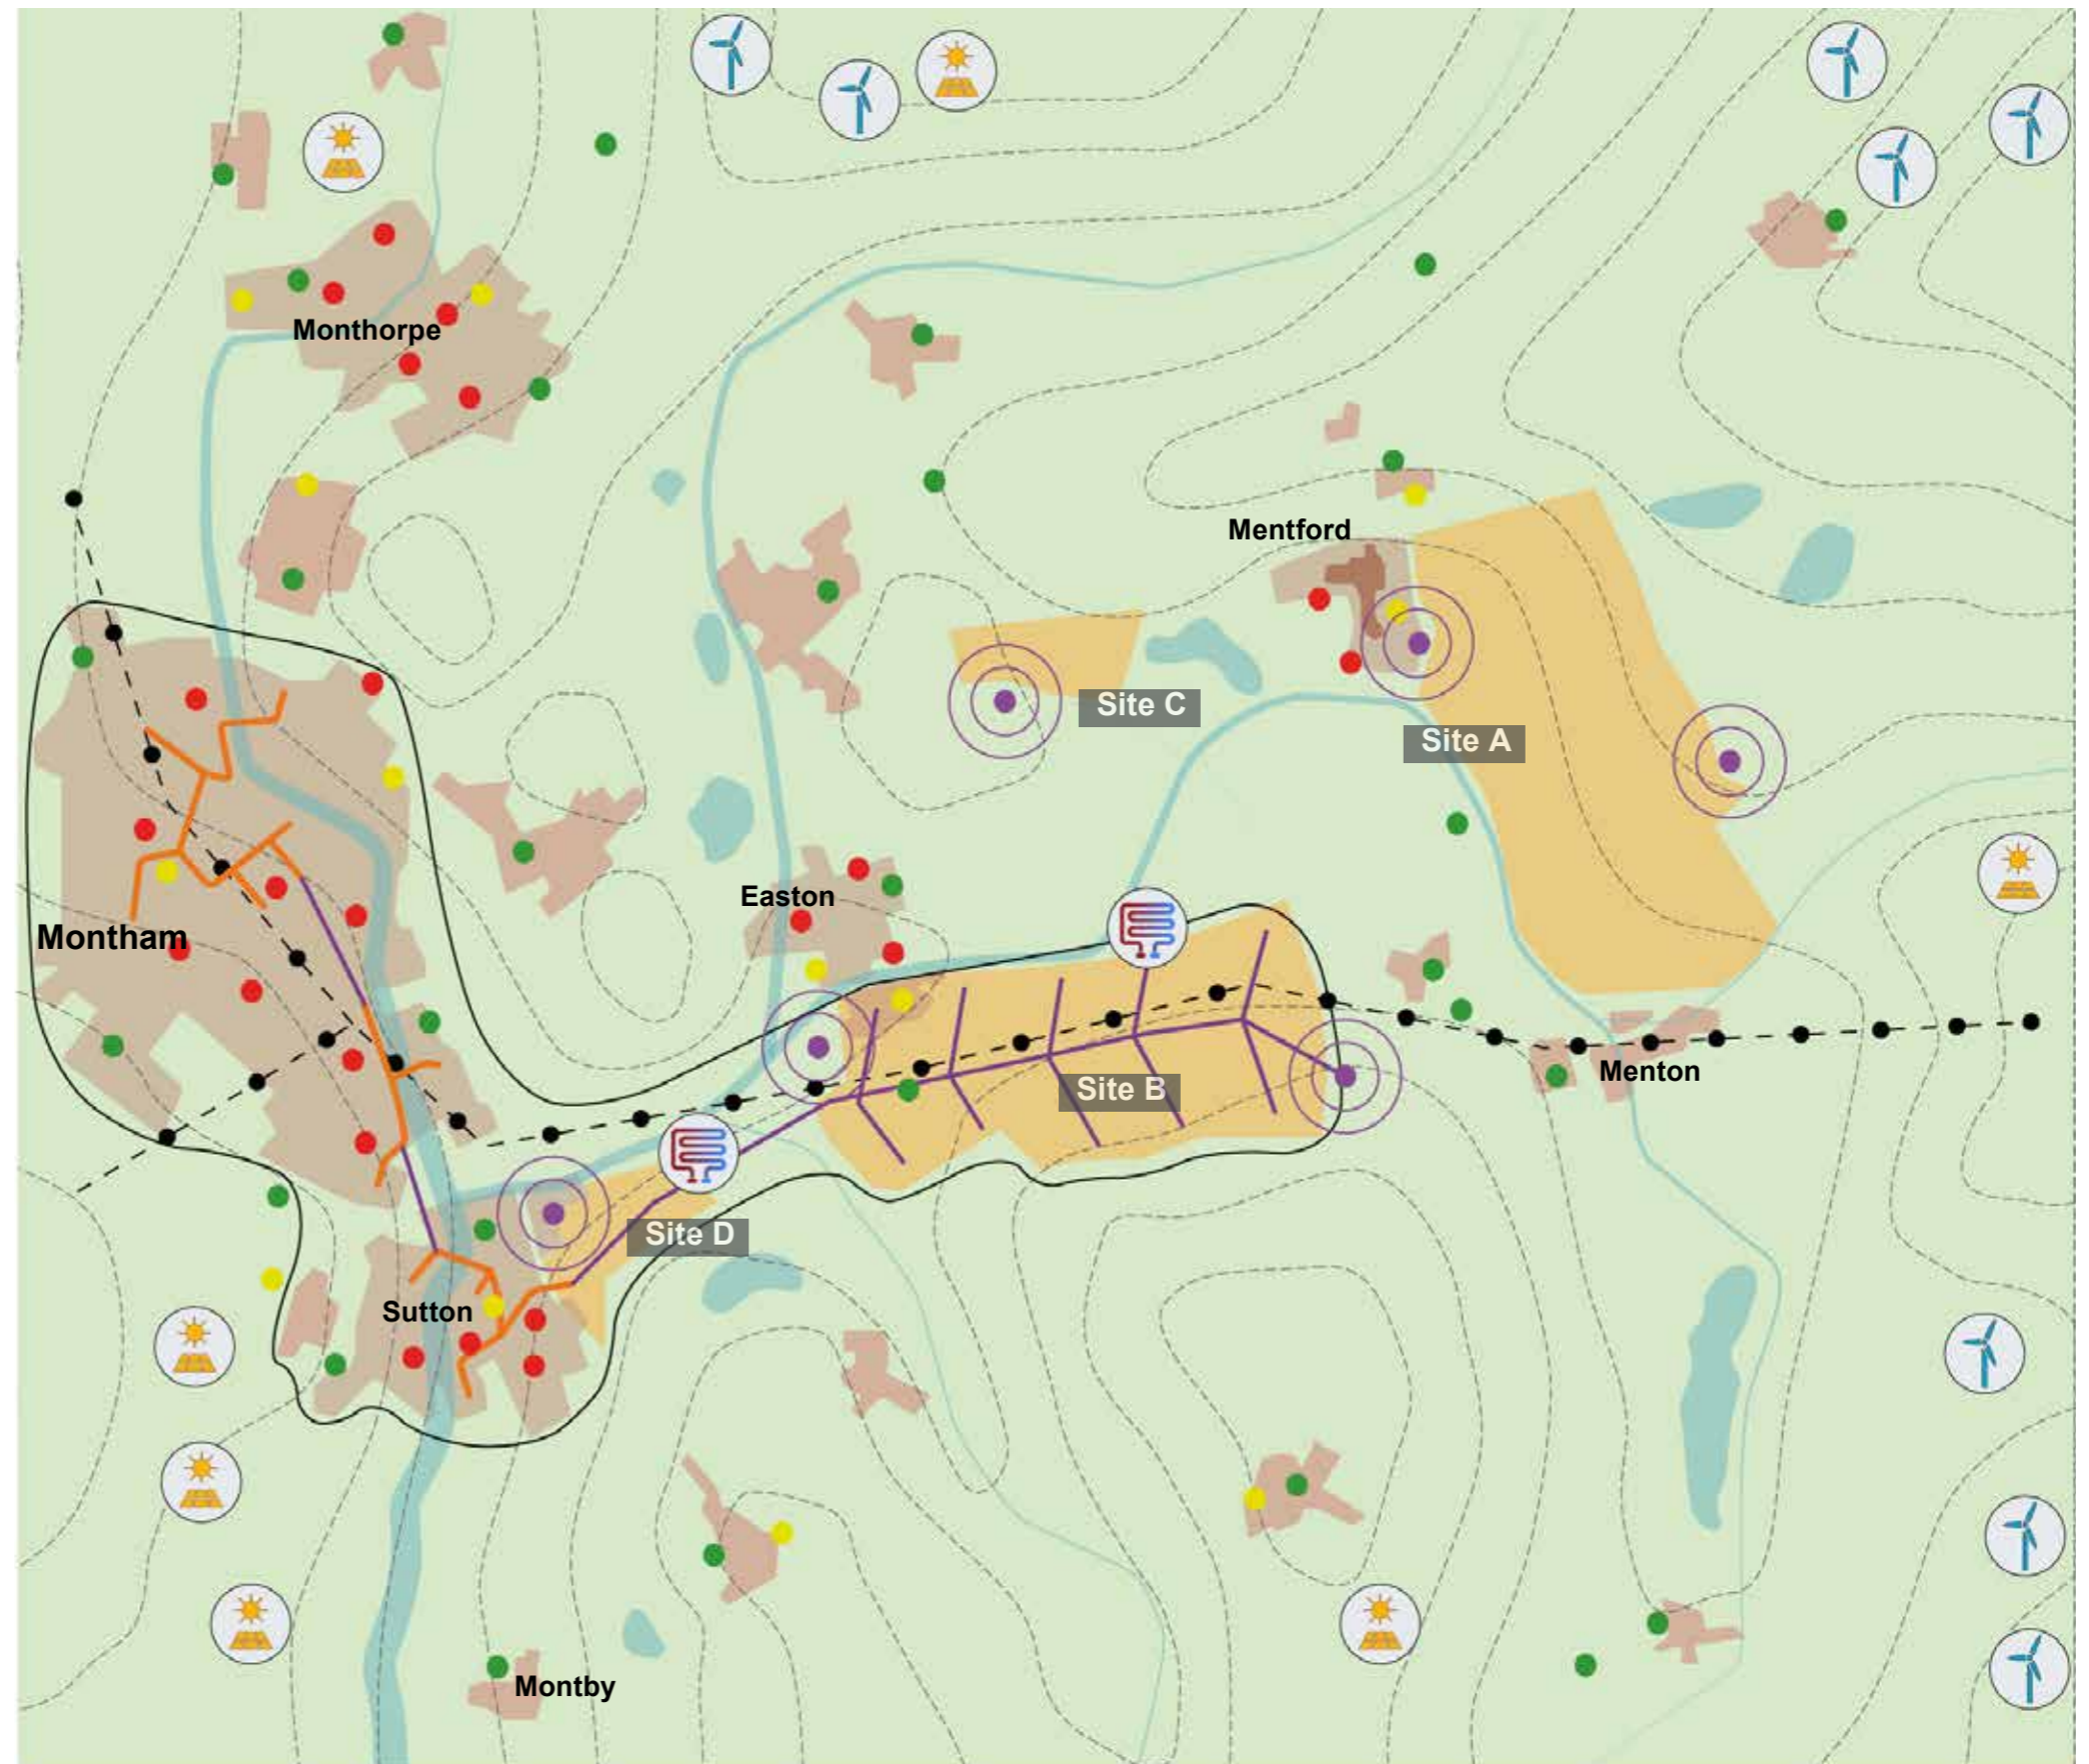 Monthorpe
Mentford
Site C
Site A
Easton
Montham
Menton
Site B
Site D
Sutton
Montby